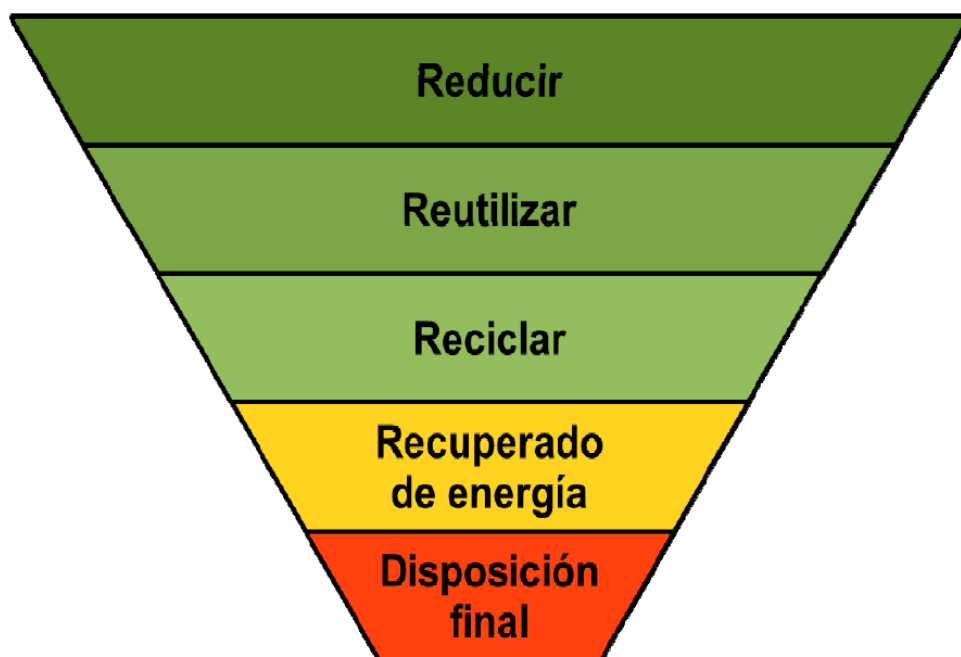 Reducir
Reutilizar
Reciclar
Recuperado
de energía
Disposición
final